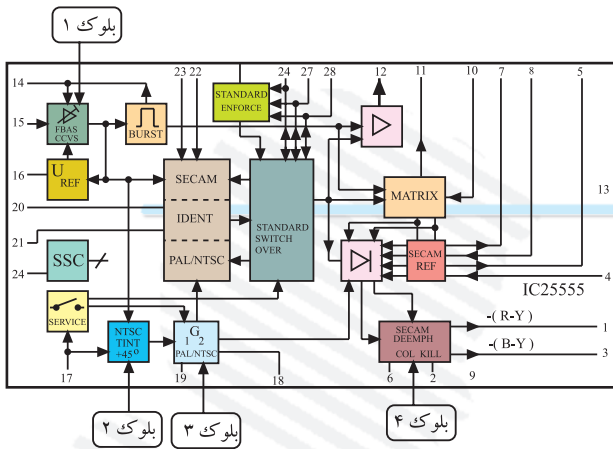 بلوک ۱
14
23 22
24
27
28
12
11
7
8
5
STANDARD
ENFORCE
15
FBAS
CCVS
BURST
16
U
REF
SECAM
MATRIX
10
13
20
IDENT
STANDARD
SWITCH
OVER
21
PAL/NTSC
SECAM
REF
24
SSC
4
IC25555
SERVICE
NTSC
TINT
+45°
G
1 2
PAL/NTSC
SECAM
DEEMPH
COL KILL
-( R-Y )
1
-( B-Y )
3
17
19
18
6
2
9
بلوک ۲
بلوک ۳
بلوک ۴